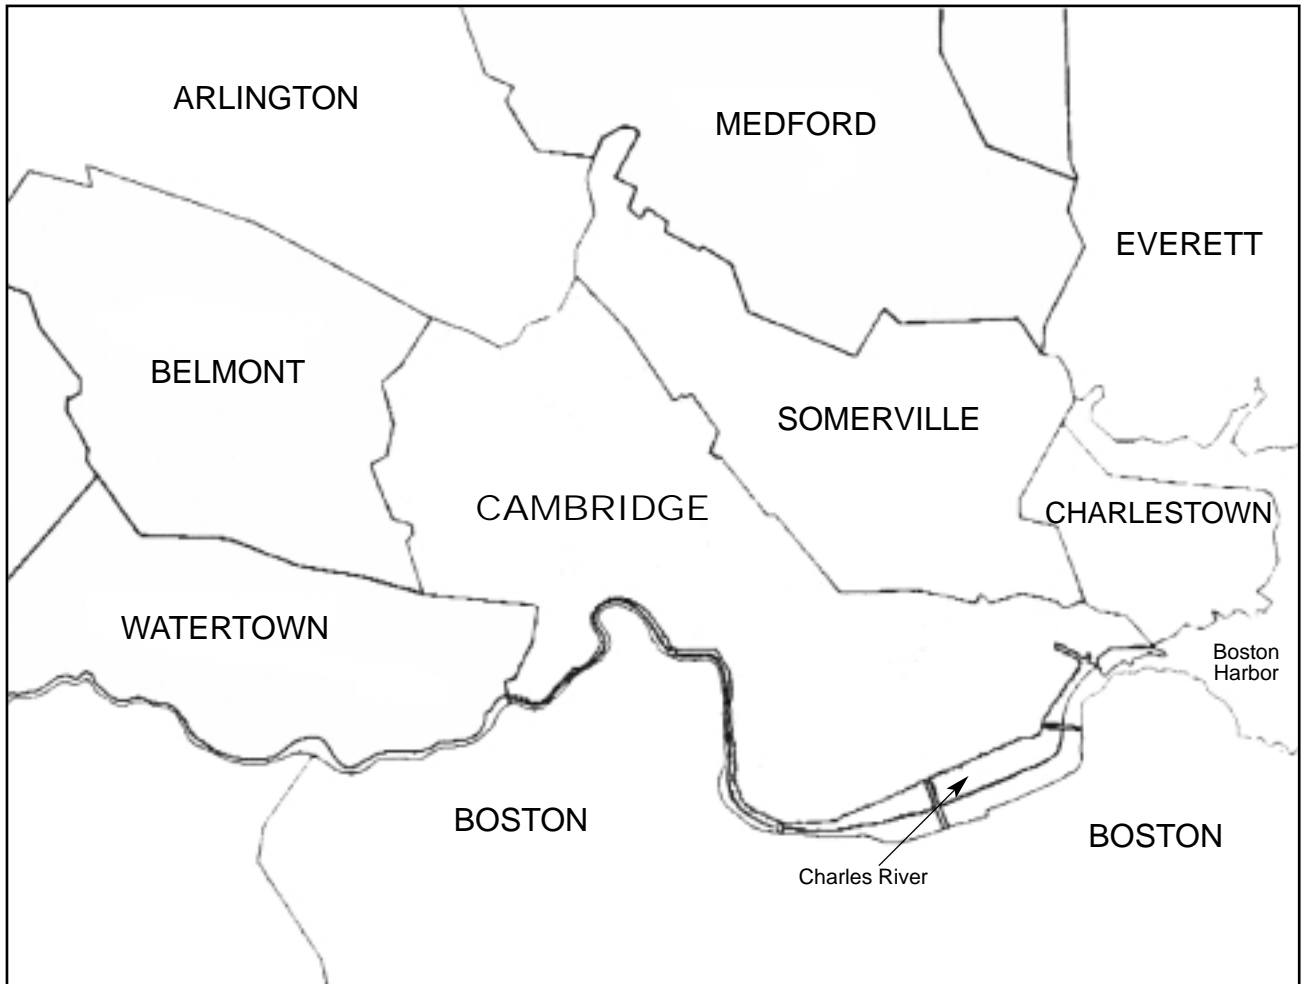 ARLINGTON
MEDFORD
EVERETT
BELMONT
SOMERVILLE
CAMBRIDGE
CHARLESTOWN
WATERTOWN
Boston
Harbor
BOSTON
BOSTON
Charles River